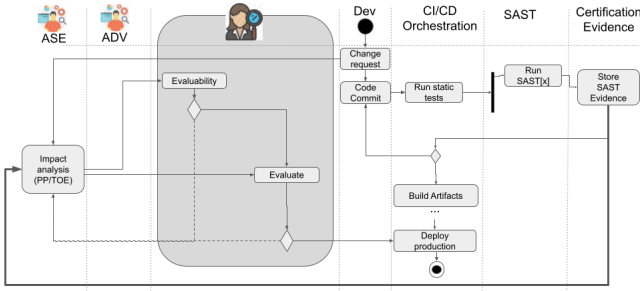 ASE
ADV
Dev
CI/CD
Orchestration
SAST
Certification
Evidence
Change
request
Evaluability
Code
Commit
Run static
tests
Run
SAST[x]
Store
SAST
Evidence
Impact
analysis
(PP/TOE)
Evaluate
Build Artifacts
...
Deploy
production